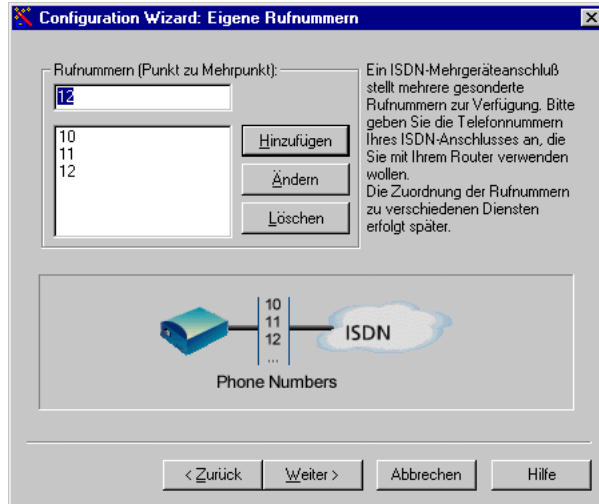 Configuration Wizard: Eigene Rufnummern
Rufnummern (Punkt zu Mehrpunkt):
12
10
11
12
Hinzufügen
Ändern
Löschen
Ein ISDN-Mehrgeräteanschluß
stellt mehrere gesonderte
Rufnummern zur Verfügung. Bitte
geben Sie die Telefonnummern
Ihres ISDN-Anschlusses an, die
Sie mit Ihrem Router verwenden
wollen.
Die Zuordnung der Rufnummern
zu verschiedenen Diensten
erfolgt später.
10
11
12
...
ISDN
Phone Numbers
< Zurück
Weiter >
Abbrechen
Hilfe